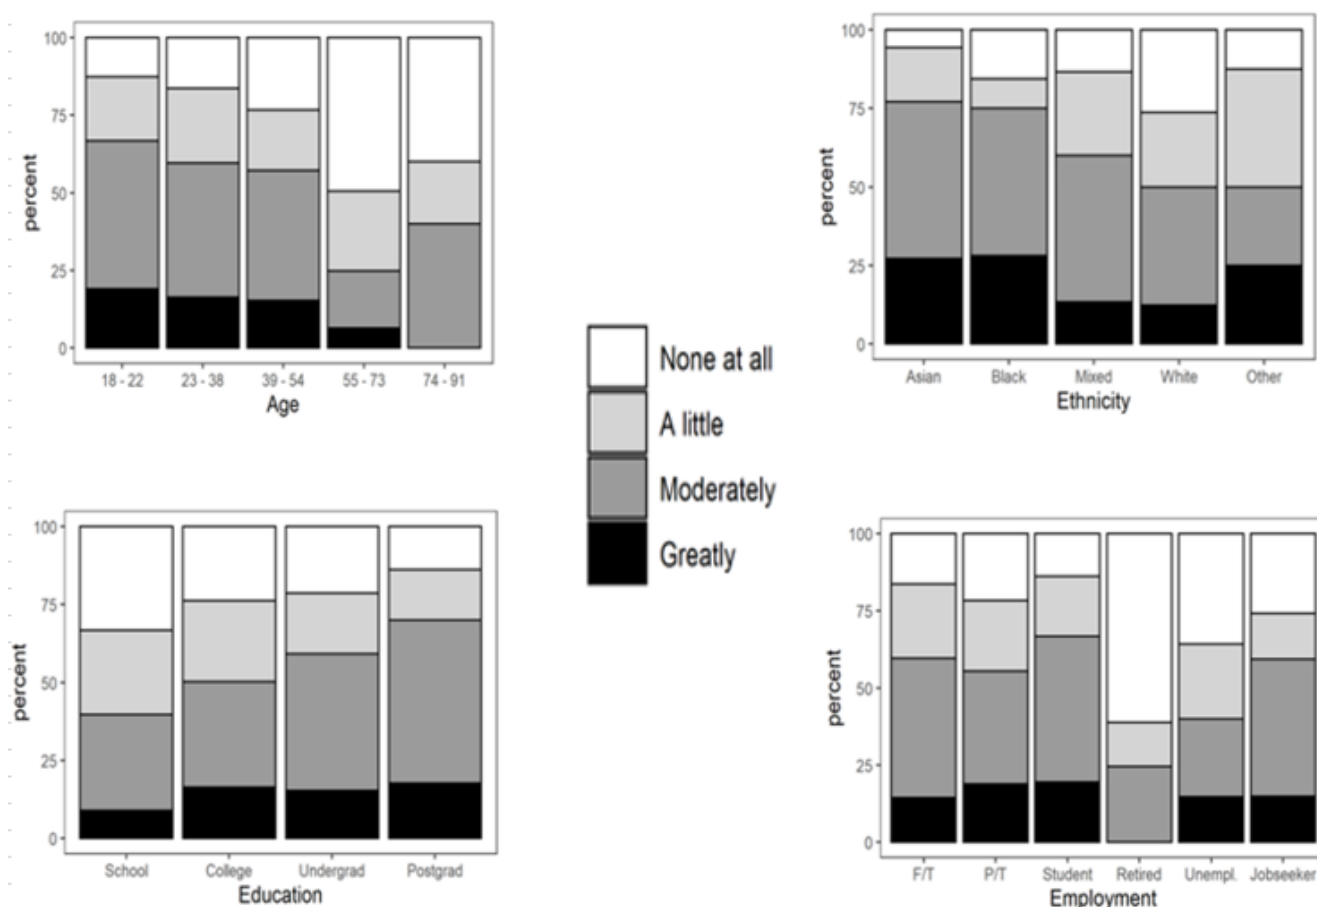 100
75
50
25
0
percent
18 - 22 23 - 38 39 - 54 55 - 73 74 - 91
Age
100
75
50
25
0
percent
Asian Black Mixed White Other
Ethnicity
None at all
A little
Moderately
Greatly
100
75
50
25
0
percent
School College Undergrad Postgrad
Education
100
75
50
25
0
percent
F/T P/T Student Retired Unempl. Jobseeker
Employment